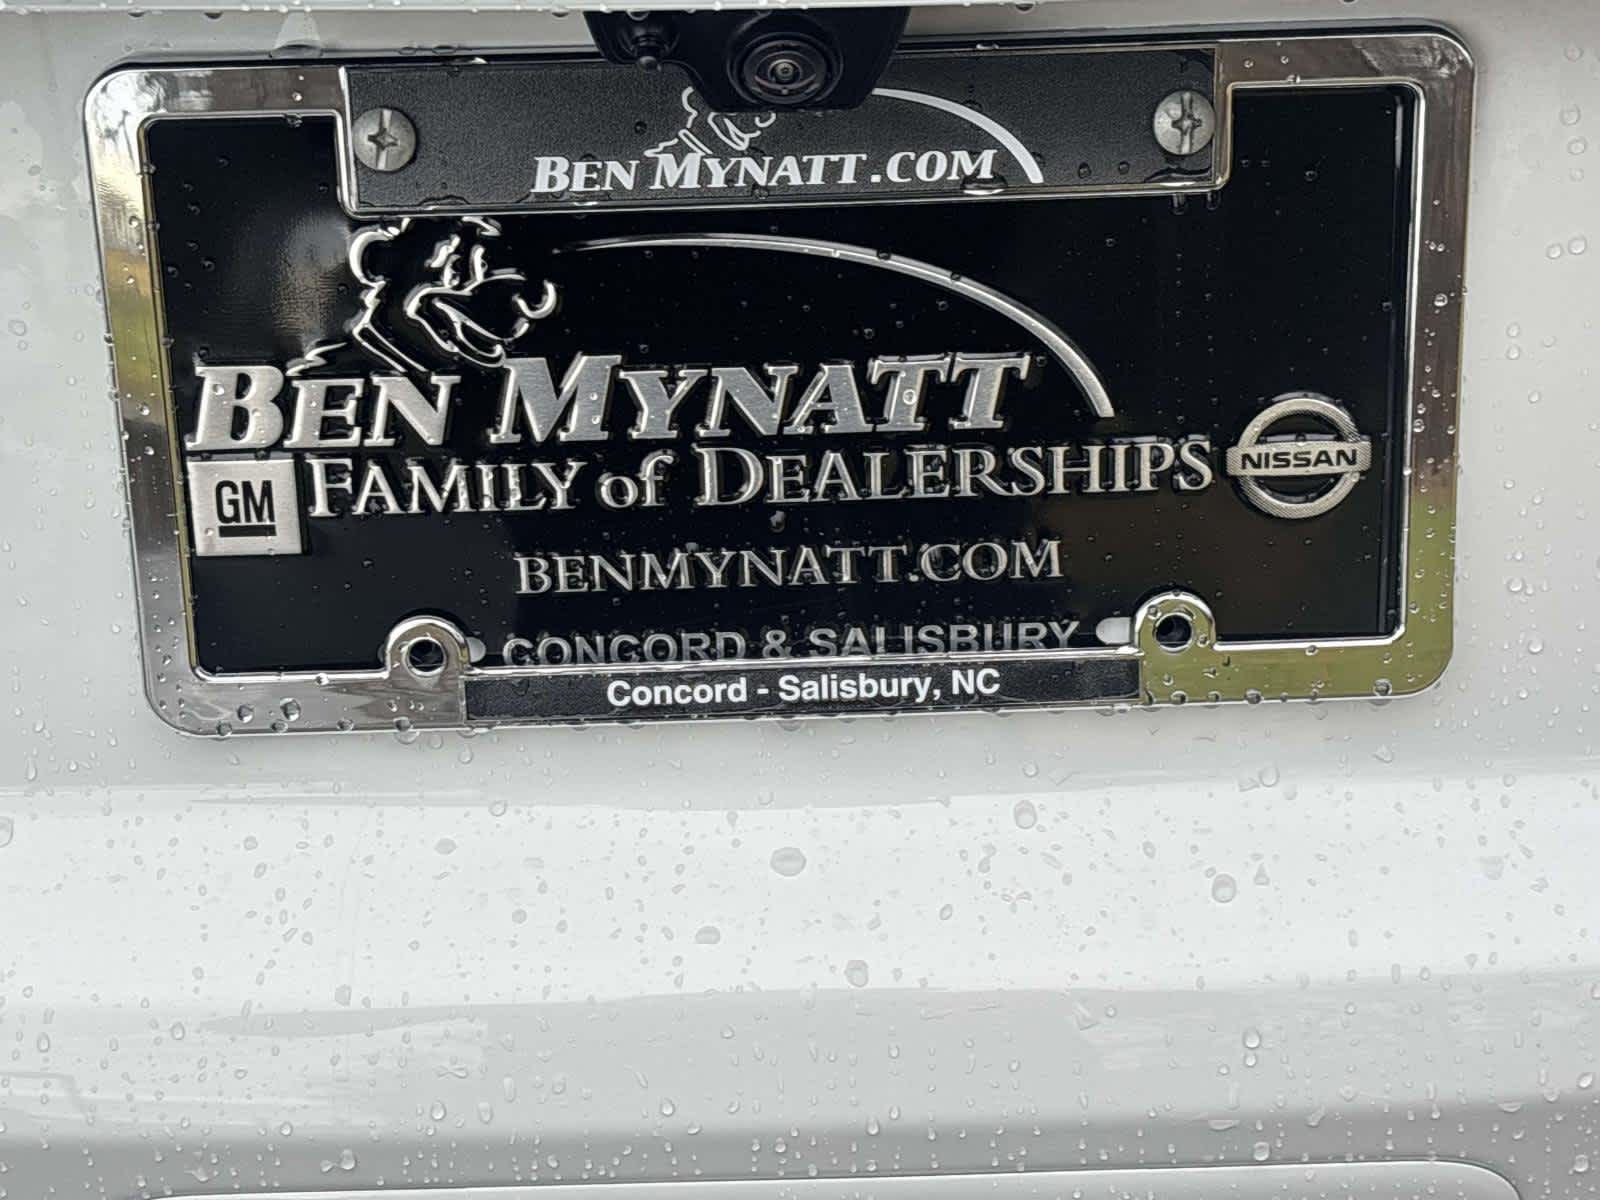 BEN MYNATT.COM
BEN MYNATT
GM FAMILY of DEALERSHIPS NISSAN
BENMYNATT.COM
CONCORD & SALISBURY
Concord - Salisbury, NC